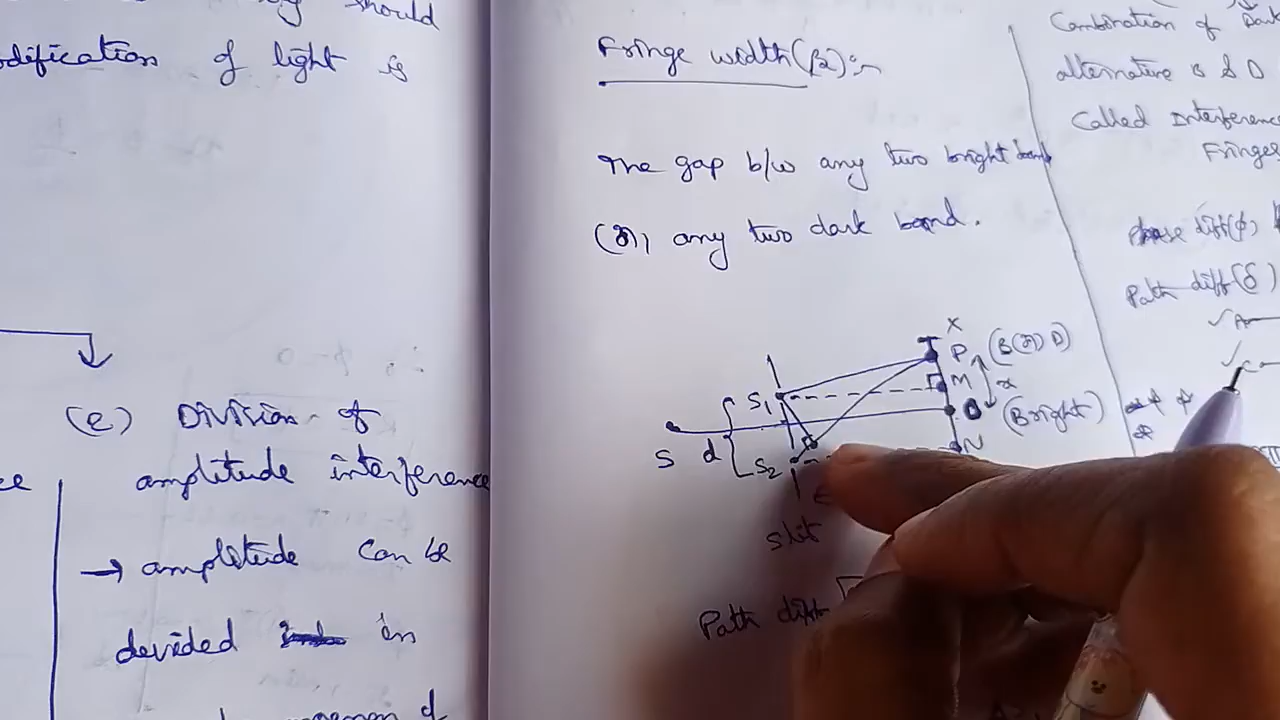 should
of light is
(e) Division of
amplitude interference
→ amplitude can be
devided in
Fringe width(β):-
The gap b/w any two bright band
(or) any two dark band.
X
P (B(or) D)
S1 M x
O (Bright)
S d S2 N
slit
Path diff
Combination of Dark
alternative B & D
Called Interference
Fringes
Phase diff(φ)
Path diff(δ)